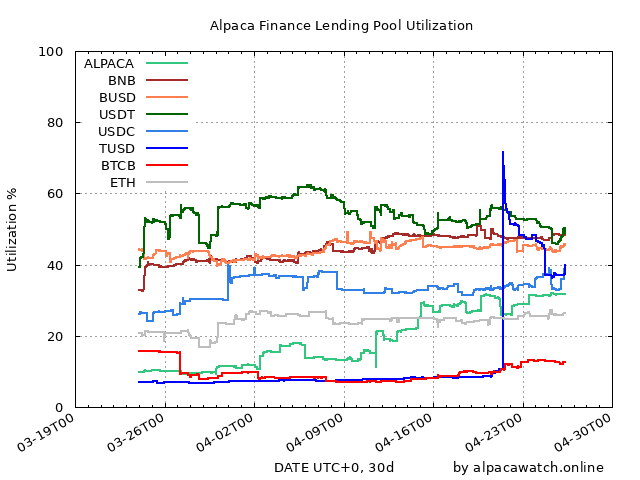 Alpaca Finance Lending Pool Utilization
100
80
60
40
20
0
Utilization %
ALPACA
BNB
BUSD
USDT
USDC
TUSD
BTCB
ETH
03-19T00
03-26T00
04-02T00
04-09T00
04-16T00
04-23T00
04-30T00
DATE UTC+0, 30d
by alpacawatch.online